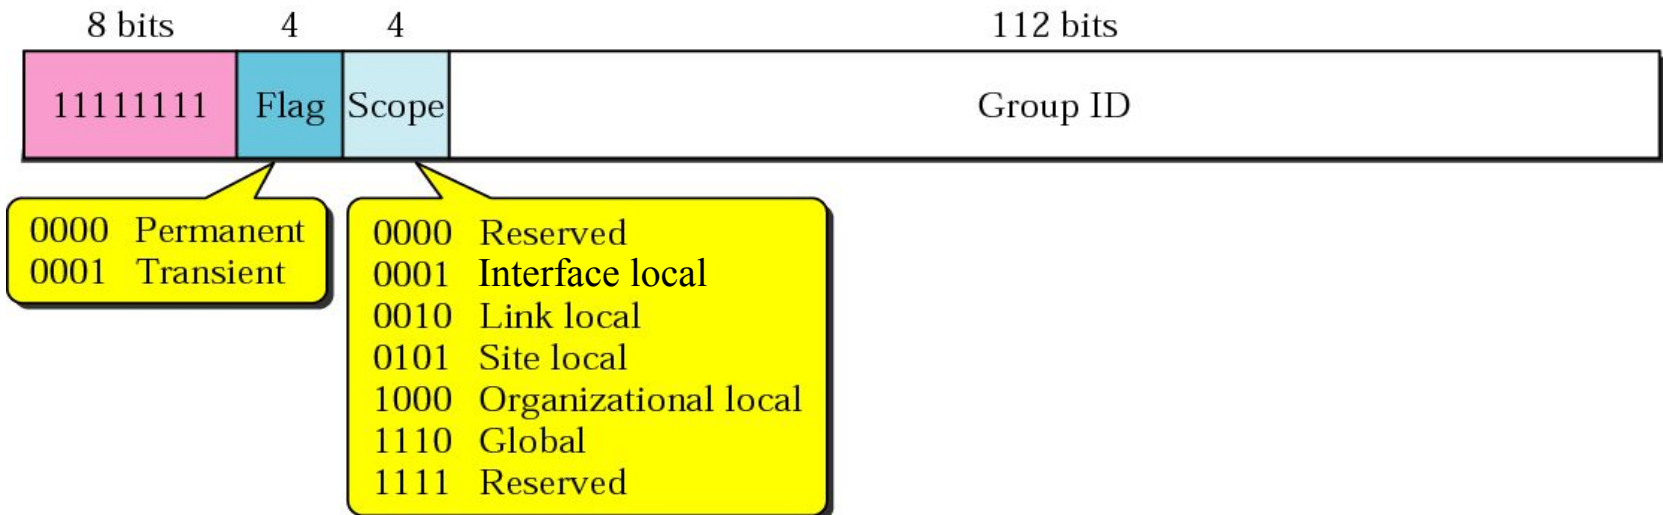 8 bits 4 4 112 bits
11111111 Flag Scope Group ID
0000 Permanent
0001 Transient
0000 Reserved
0001 Interface local
0010 Link local
0101 Site local
1000 Organizational local
1110 Global
1111 Reserved